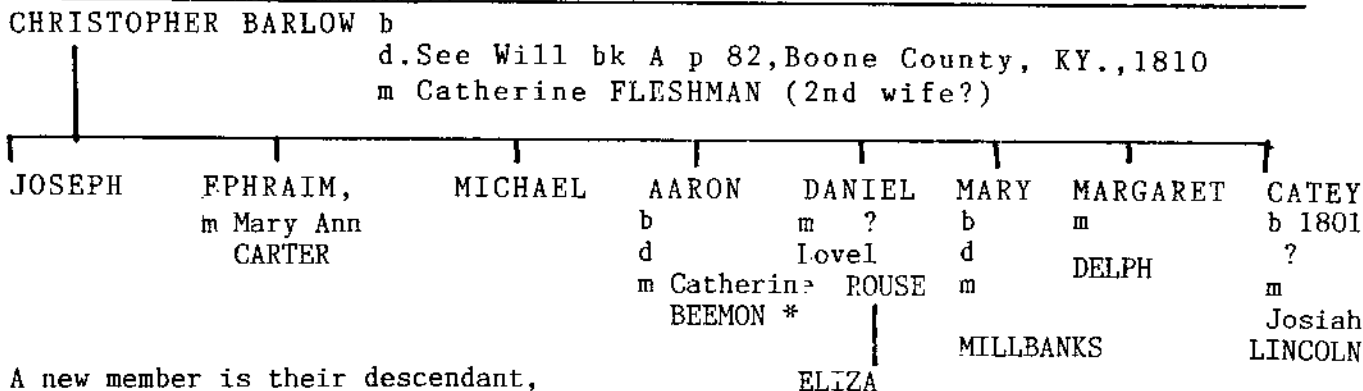 CHRISTOPHER BARLOW b
d.See Will bk A p 82,Boone County, KY.,1810
m Catherine FLESHMAN (2nd wife?)
JOSEPH EPHRAIM, MICHAEL AARON DANIEL MARY MARGARET CATEY
m Mary Ann b m ? b m b 1801
CARTER d Lovel d DELPH ?
m Catherine ROUSE m m
BEEMON * Josiah
MILLBANKS LINCOLN
A new member is their descendant, ELIZA